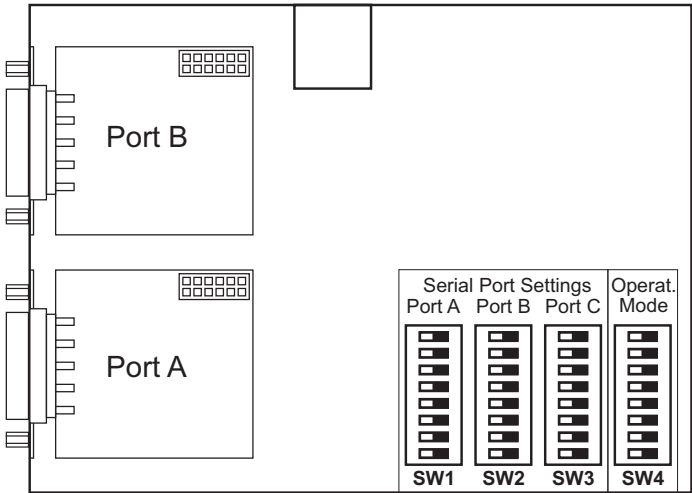 Port B
Port A
Serial Port Settings
Operat.
Mode
Port A Port B Port C
SW1 SW2 SW3 SW4